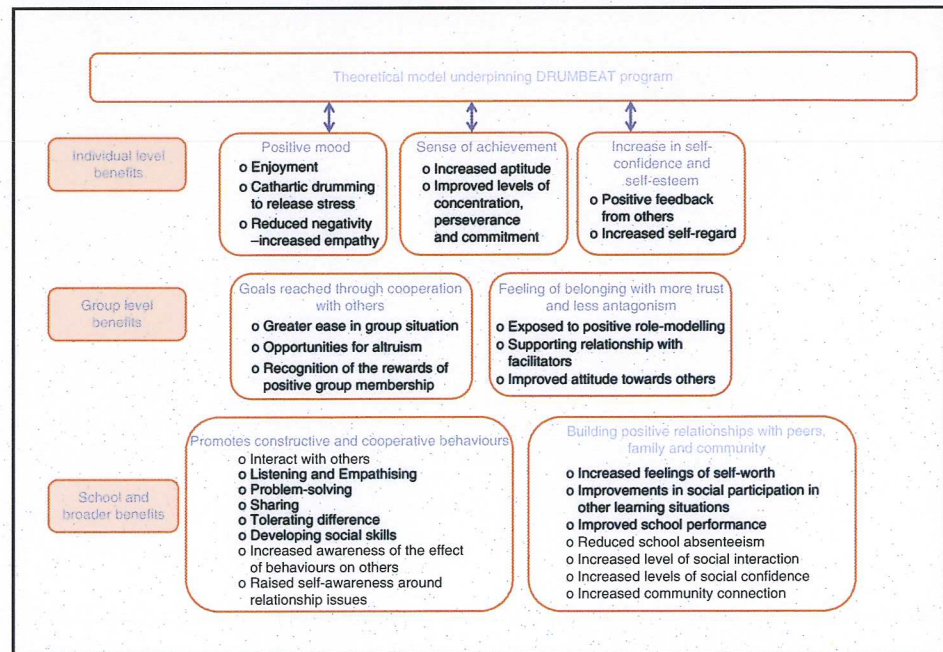 Theoretical model underpinning DRUMBEAT program
Individual level
benefits
Positive mood
o Enjoyment
o Cathartic drumming
to release stress
o Reduced negativity
–increased empathy
Sense of achievement
o Increased aptitude
o Improved levels of
concentration,
perseverance
and commitment
Increase in self-
confidence and
self-esteem
o Positive feedback
from others
o Increased self-regard
Group level
benefits
Goals reached through cooperation
with others
o Greater ease in group situation
o Opportunities for altruism
o Recognition of the rewards of
positive group membership
Feeling of belonging with more trust
and less antagonism
o Exposed to positive role-modelling
o Supporting relationship with
facilitators
o Improved attitude towards others
School and
broader benefits
Promotes constructive and cooperative behaviours
o Interact with others
o Listening and Empathising
o Problem-solving
o Sharing
o Tolerating difference
o Developing social skills
o Increased awareness of the effect
of behaviours on others
o Raised self-awareness around
relationship issues
Building positive relationships with peers,
family and community
o Increased feelings of self-worth
o Improvements in social participation in
other learning situations
o Improved school performance
o Reduced school absenteeism
o Increased level of social interaction
o Increased levels of social confidence
o Increased community connection